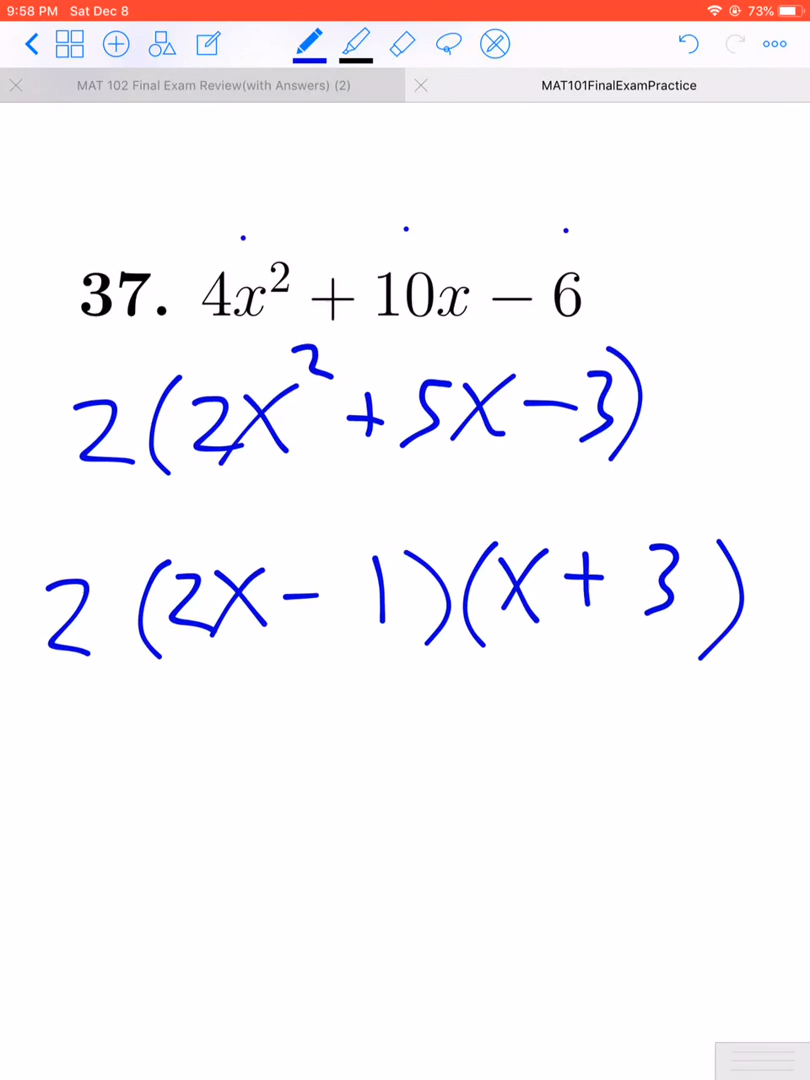 9:58 PM Sat Dec 8 73%
MAT 102 Final Exam Review(with Answers) (2) MAT101FinalExamPractice
37. 4x² + 10x − 6
2(2x² + 5x − 3)
2(2x − 1)(x + 3)